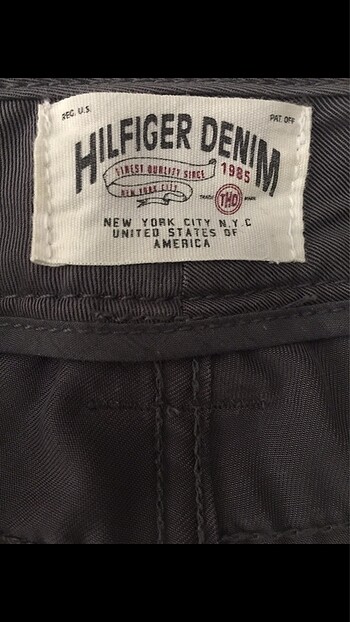 REG. U.S.
PAT. OFF
HILFIGER DENIM
FINEST QUALITY SINCE 1985
NEW YORK CITY
TRADE THD MARK
NEW YORK CITY N.Y.C
UNITED STATES OF
AMERICA